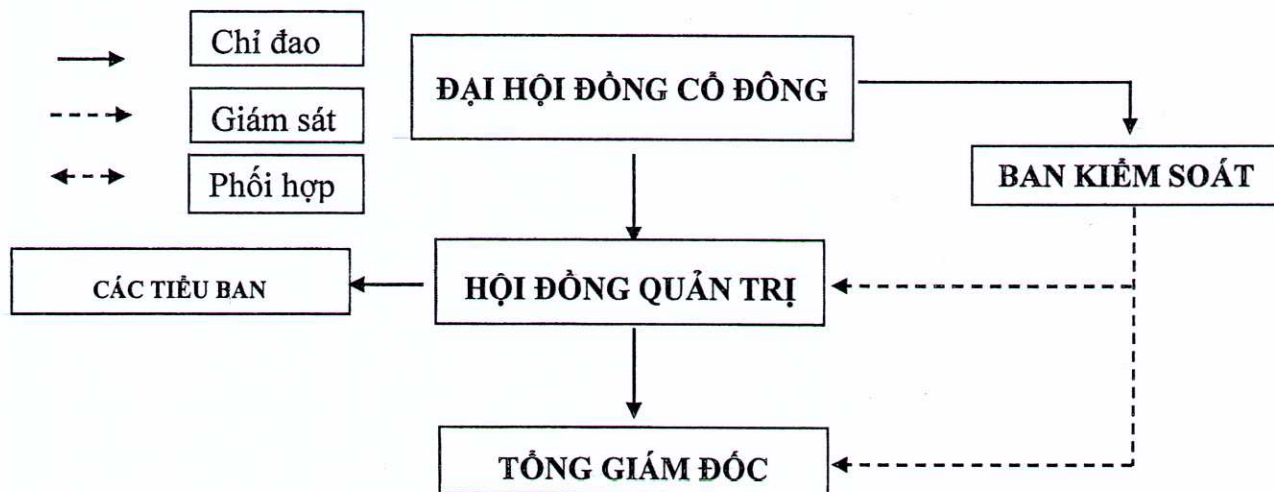 Chỉ đao
Giám sát
Phối hợp
ĐẠI HỘI ĐỒNG CỔ ĐÔNG
BAN KIỂM SOÁT
CÁC TIỂU BAN
HỘI ĐỒNG QUẢN TRỊ
TỔNG GIÁM ĐỐC